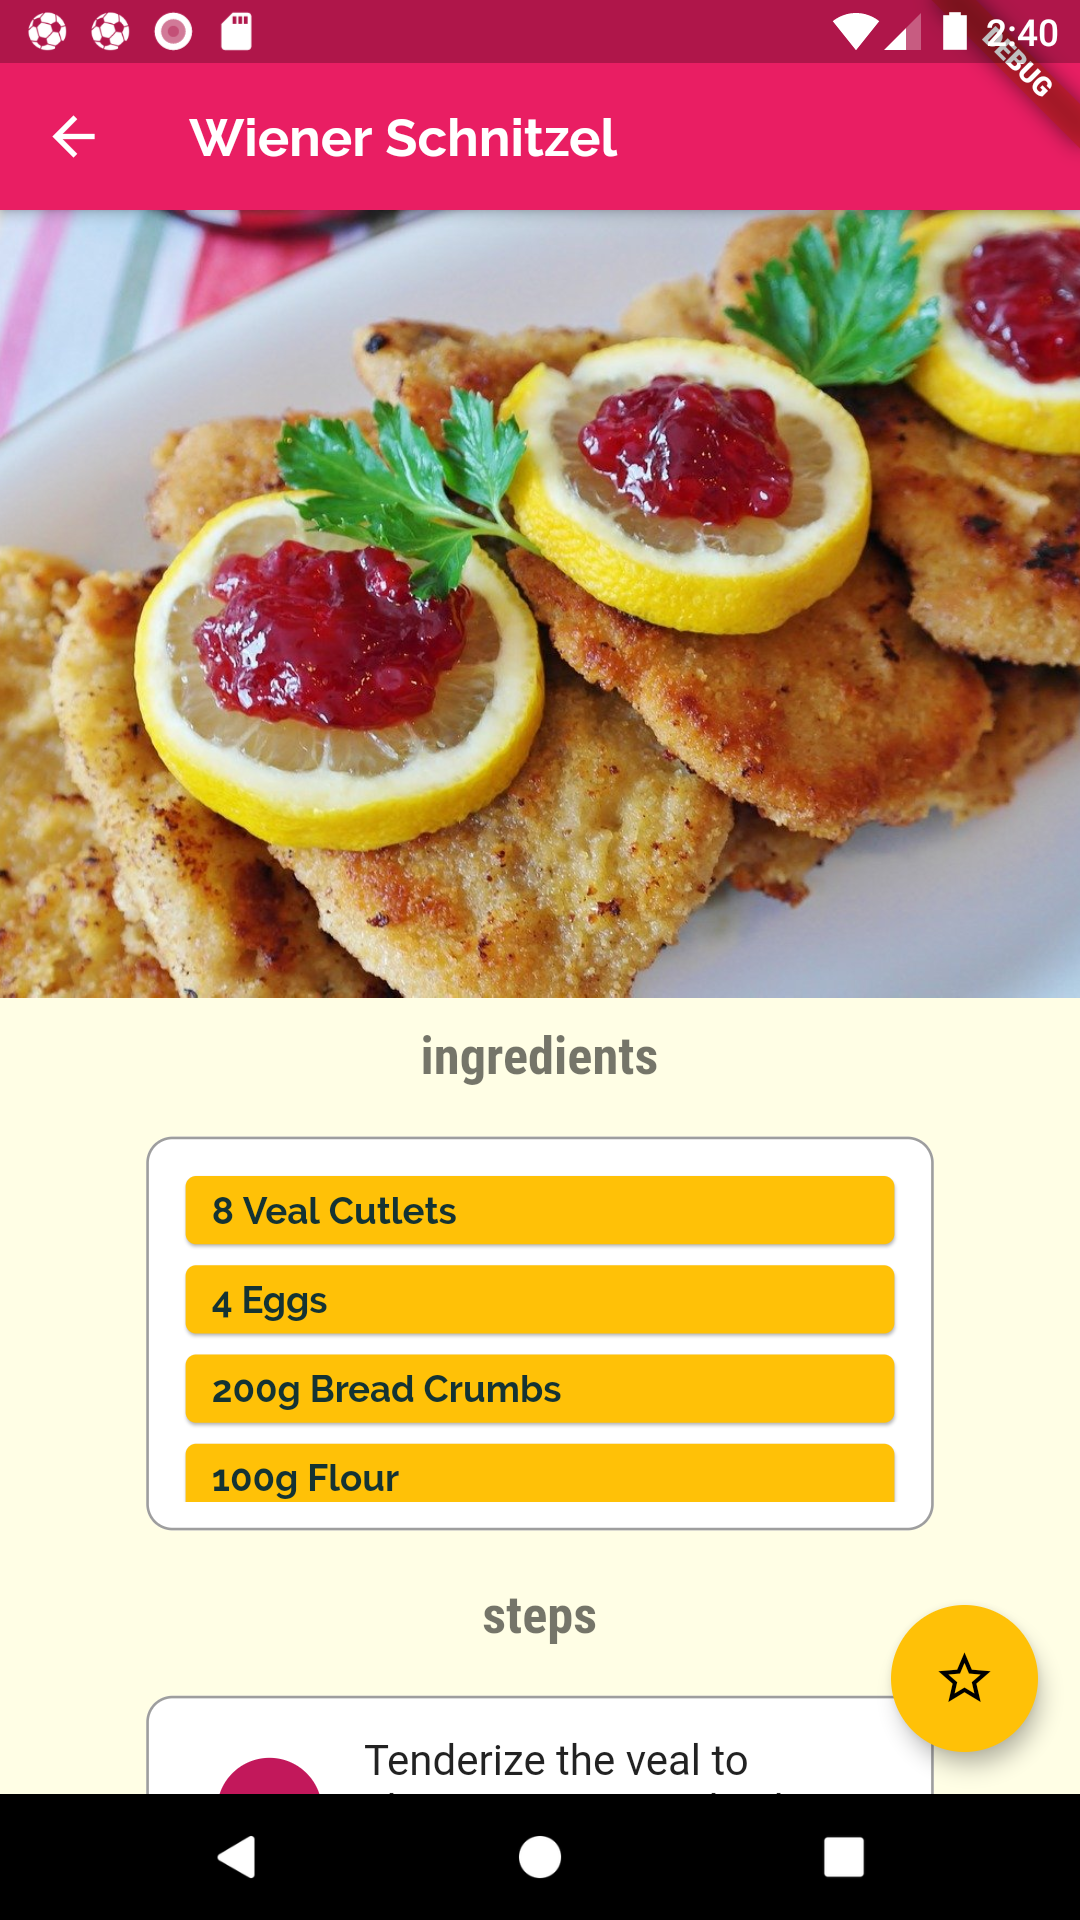 2:40
DEBUG
Wiener Schnitzel
ingredients
8 Veal Cutlets
4 Eggs
200g Bread Crumbs
100g Flour
steps
Tenderize the veal to